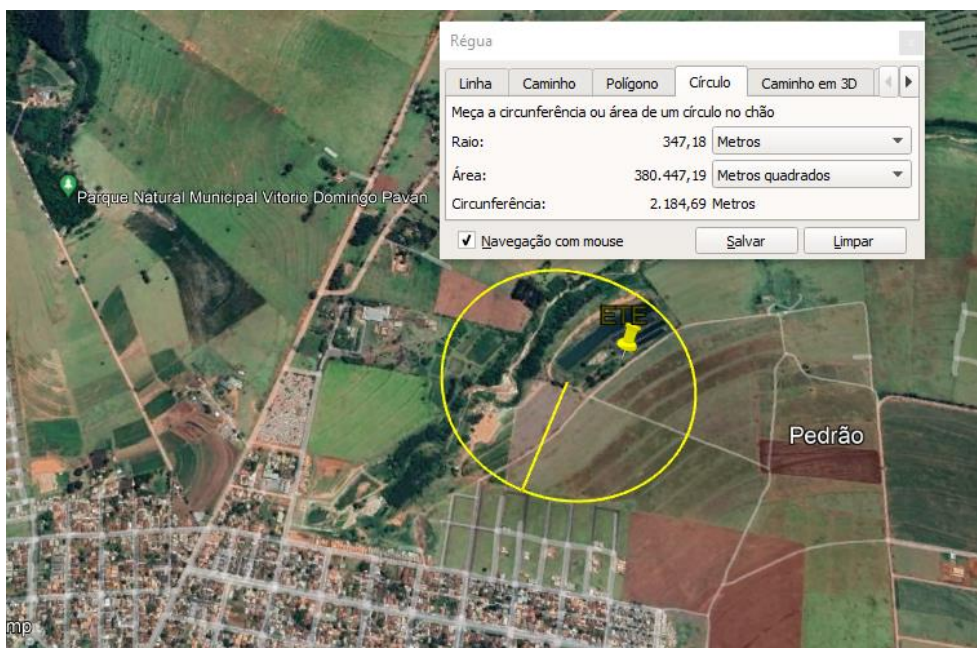 Régua
Linha Caminho Polígono Círculo Caminho em 3D
Meça a circunferência ou área de um círculo no chão
Raio: 347,18 Metros
Área: 380.447,19 Metros quadrados
Circunferência: 2.184,69 Metros
Navegação com mouse Salvar Limpar
Parque Natural Municipal Vitorio Domingo Pavan
ETE
Pedrão
mp